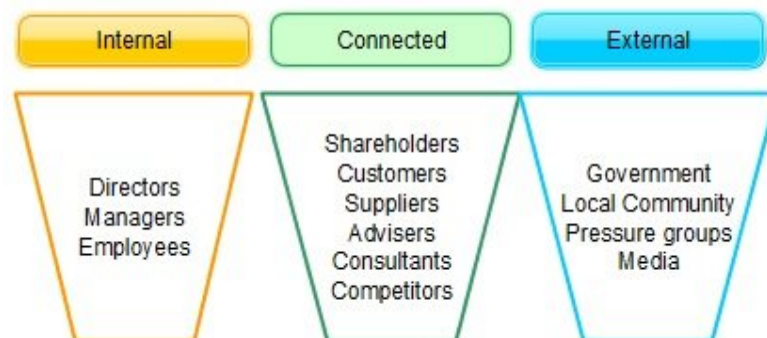 Internal
Connected
External
Directors
Managers
Employees
Shareholders
Customers
Suppliers
Advisers
Consultants
Competitors
Government
Local Community
Pressure groups
Media